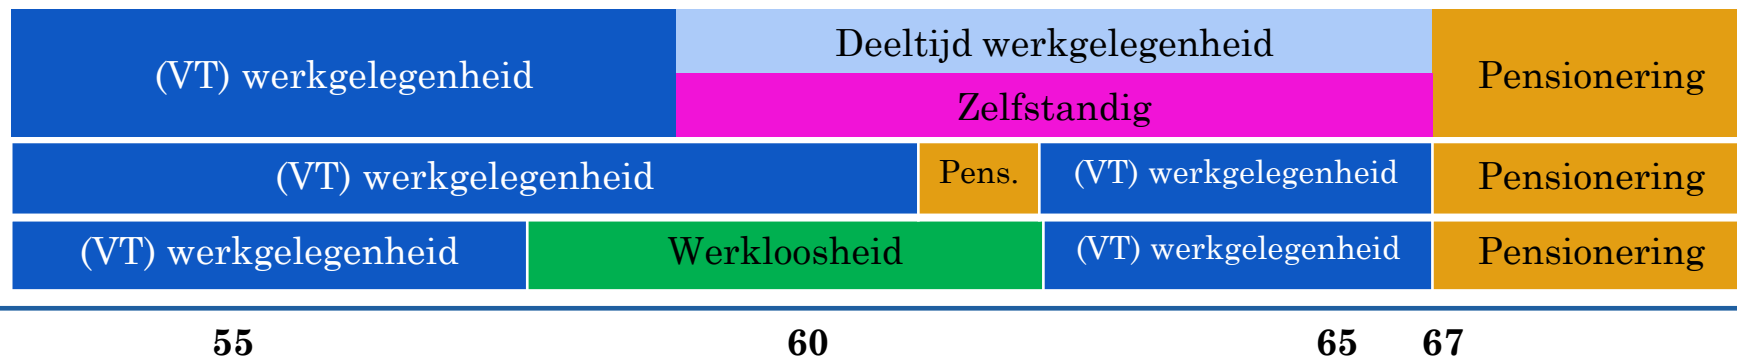 (VT) werkgelegenheid
Deeltijd werkgelegenheid
Zelfstandig
Pensionering
(VT) werkgelegenheid
Pens.
(VT) werkgelegenheid
Pensionering
(VT) werkgelegenheid
Werkloosheid
(VT) werkgelegenheid
Pensionering
55 60 65 67